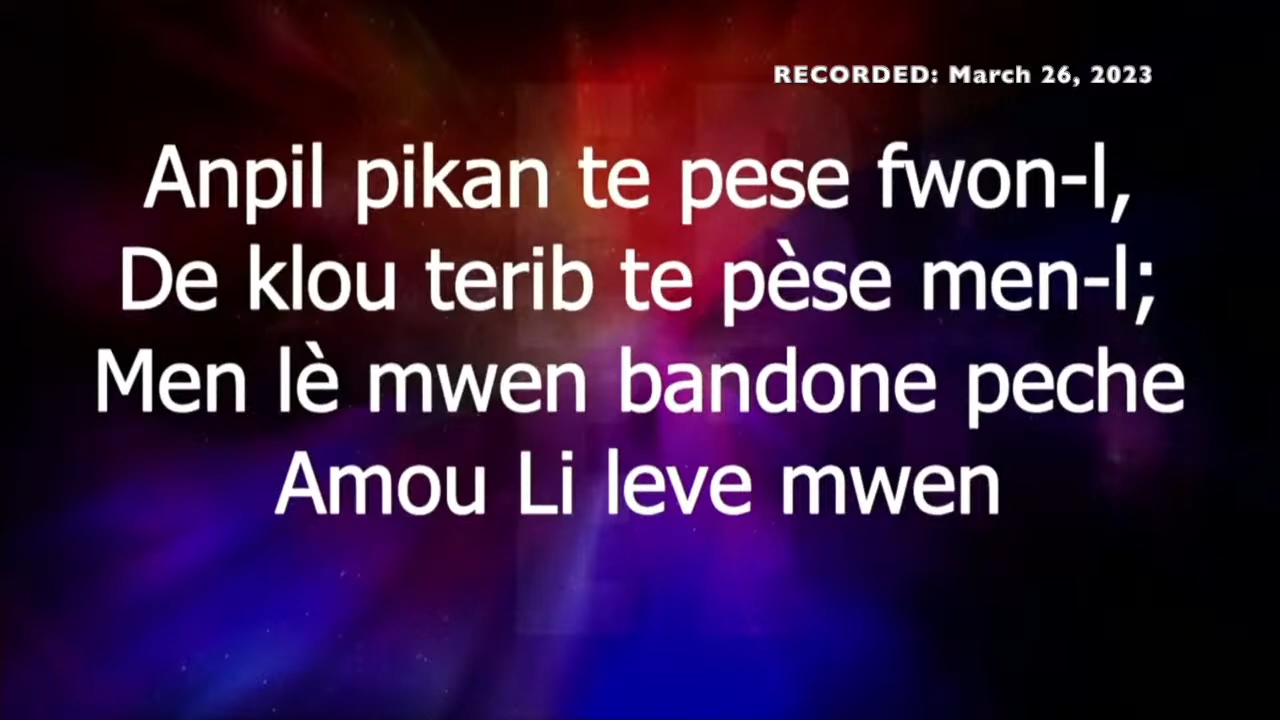 RECORDED: March 26, 2023
Anpil pikan te pese fwon-l,
De klou terib te pèse men-l;
Men lè mwen bandone peche
Amou Li leve mwen